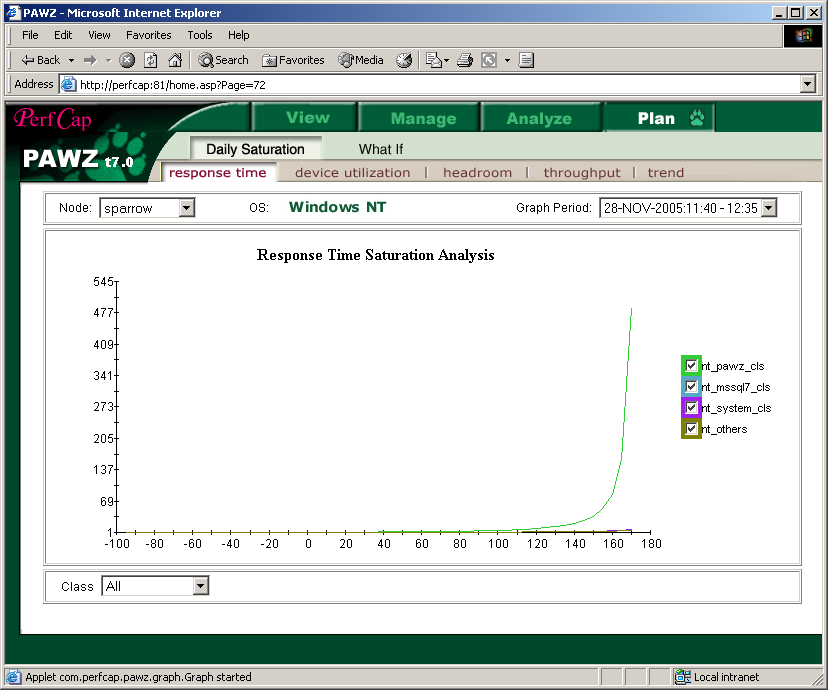 PAWZ - Microsoft Internet Explorer
File Edit View Favorites Tools Help
Back Search Favorites Media
Address http://perfcap:81/home.asp?Page=72
PerfCap View Manage Analyze Plan
PAWZ t7.0
Daily Saturation What If
response time device utilization | headroom | throughput | trend
Node: sparrow OS: Windows NT Graph Period: 28-NOV-2005:11:40 - 12:35
Response Time Saturation Analysis
545
477
409
341
273
205
137
69
1
-100 -80 -60 -40 -20 0 20 40 60 80 100 120 140 160 180
nt_pawz_cls
nt_mssql7_cls
nt_system_cls
nt_others
Class All
Applet com.perfcap.pawz.graph.Graph started Local intranet